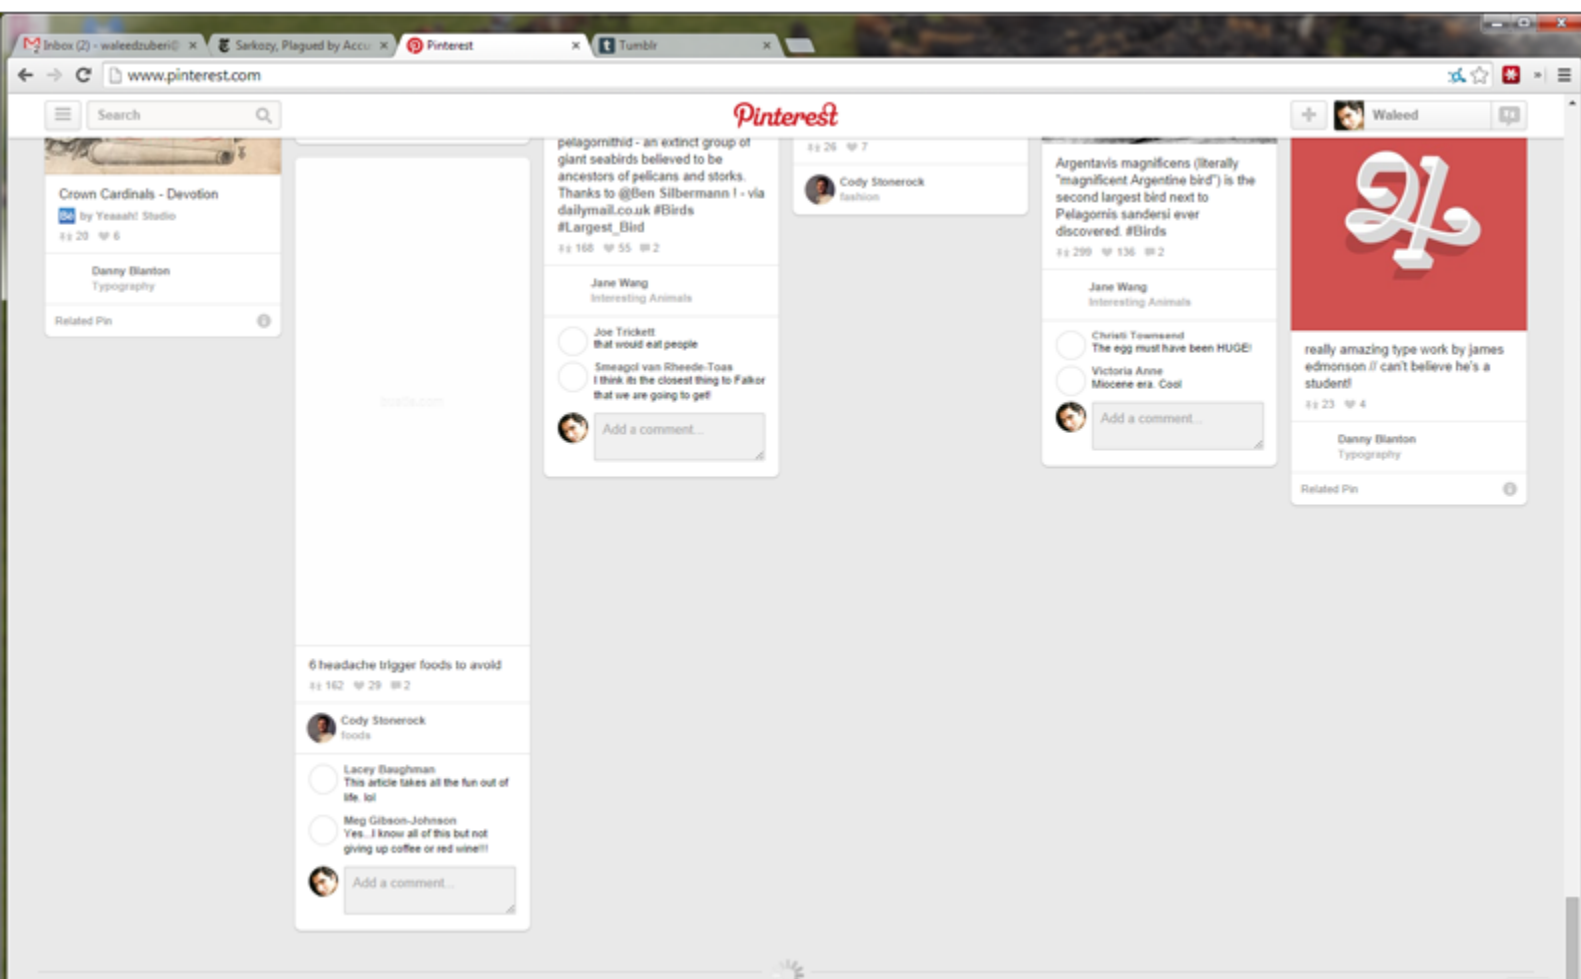 Inbox (2) - waleedzuberi@
Sarkozy, Plagued by Accu
Pinterest
Tumblr
www.pinterest.com
Search
Pinterest
Waleed
Crown Cardinals - Devotion
Bē by Yeaaah! Studio
20 6
Danny Blanton
Typography
Related Pin
6 headache trigger foods to avoid
162 29 2
Cody Stonerock
foods
Lacey Baughman
This article takes all the fun out of
life. lol
Meg Gibson-Johnson
Yes...I know all of this but not
giving up coffee or red wine!!!
Add a comment...
pelagornithid - an extinct group of
giant seabirds believed to be
ancestors of pelicans and storks.
Thanks to @Ben Silbermann ! - via
dailymail.co.uk #Birds
#Largest_Bird
168 55 2
Jane Wang
Interesting Animals
Joe Trickett
that would eat people
Smeagol van Rheede-Toas
I think its the closest thing to Falkor
that we are going to get!
Add a comment...
26 7
Cody Stonerock
fashion
Argentavis magnificens (literally
"magnificent Argentine bird") is the
second largest bird next to
Pelagornis sandersi ever
discovered. #Birds
299 136 2
Jane Wang
Interesting Animals
Christi Townsend
The egg must have been HUGE!
Victoria Anne
Miocene era. Cool
Add a comment...
really amazing type work by james
edmonson // can't believe he's a
student!
23 4
Danny Blanton
Typography
Related Pin